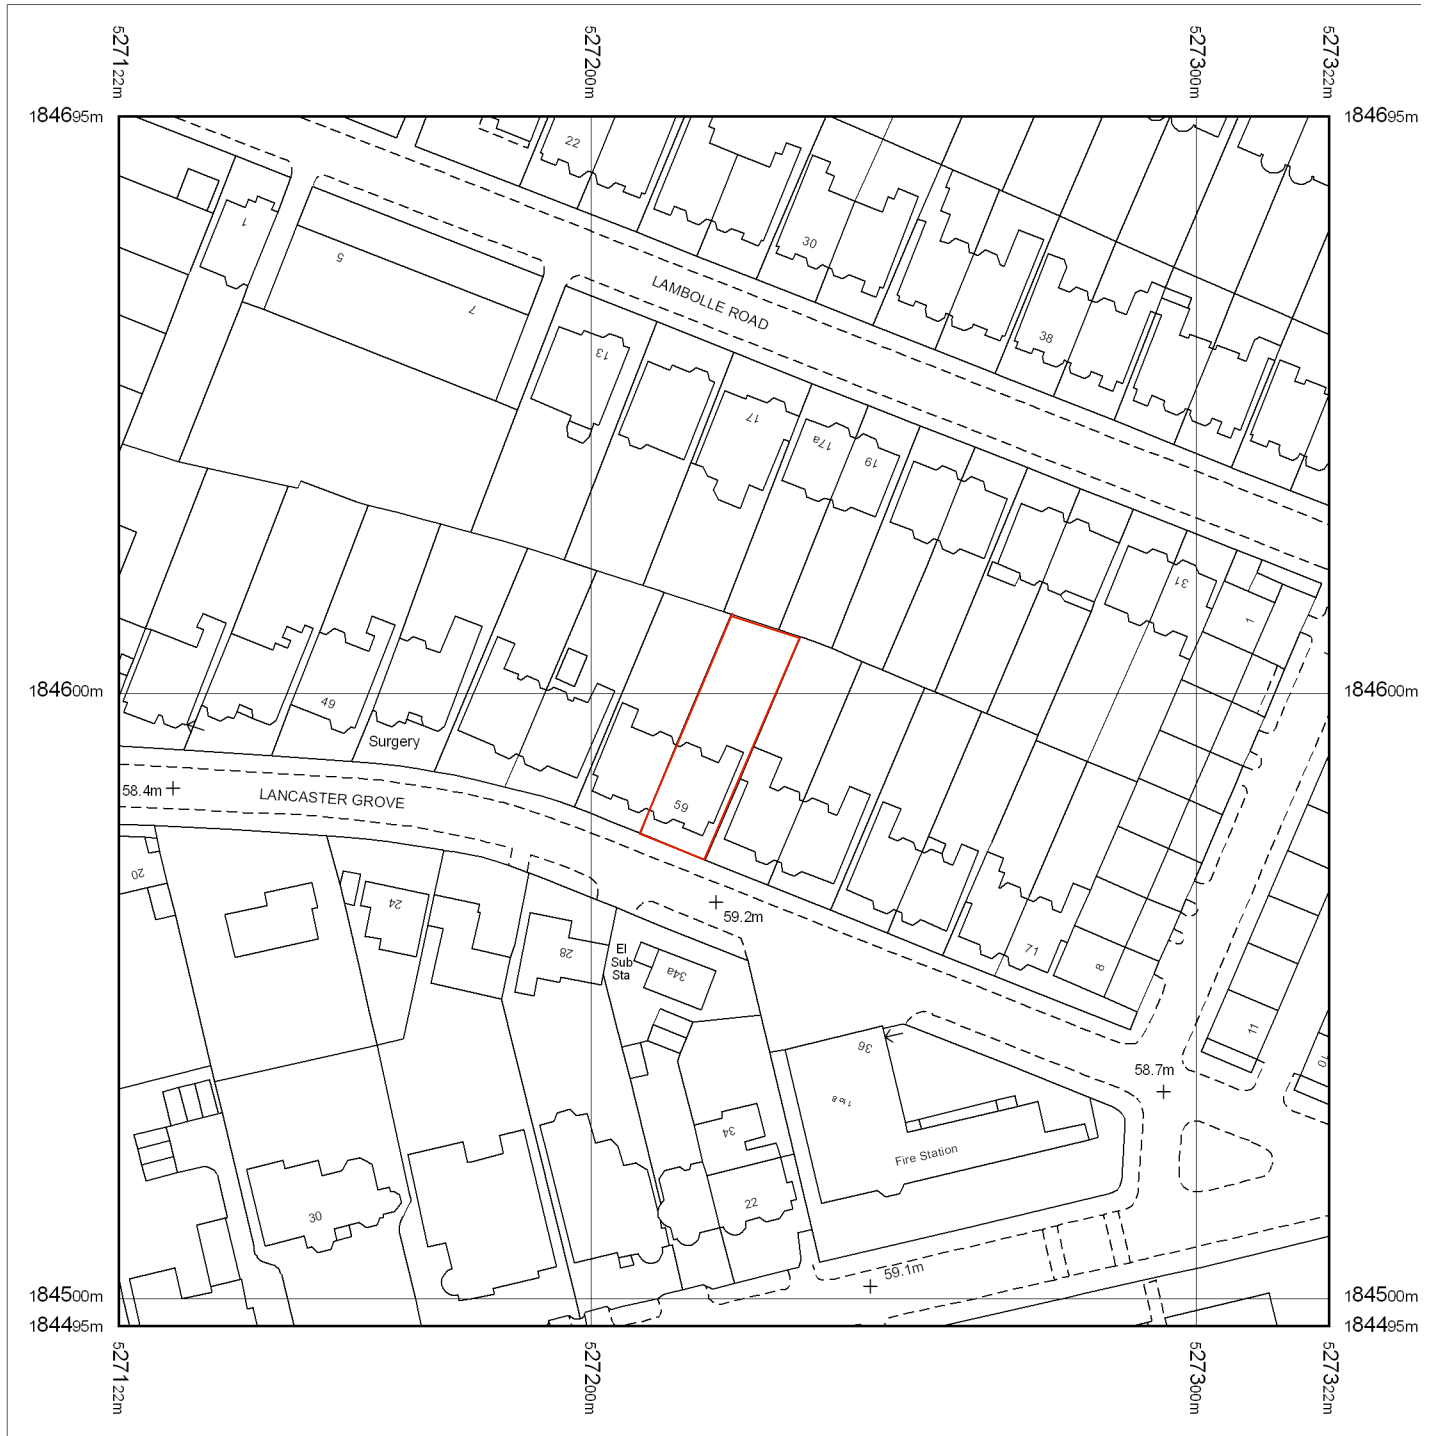 527122m
527200m
527300m
527322m
184695m
184695m
22
1
5
30
7
LAMBOLLE ROAD
38
13
17
17a
19
31
1
184600m
184600m
49
Surgery
58.4m
LANCASTER GROVE
59
20
24
59.2m
28
El
Sub
Sta
34a
71
8
11
10
36
58.7m
1 to 8
34
Fire Station
30
22
59.1m
184500m
184500m
184495m
184495m
527122m
527200m
527300m
527322m